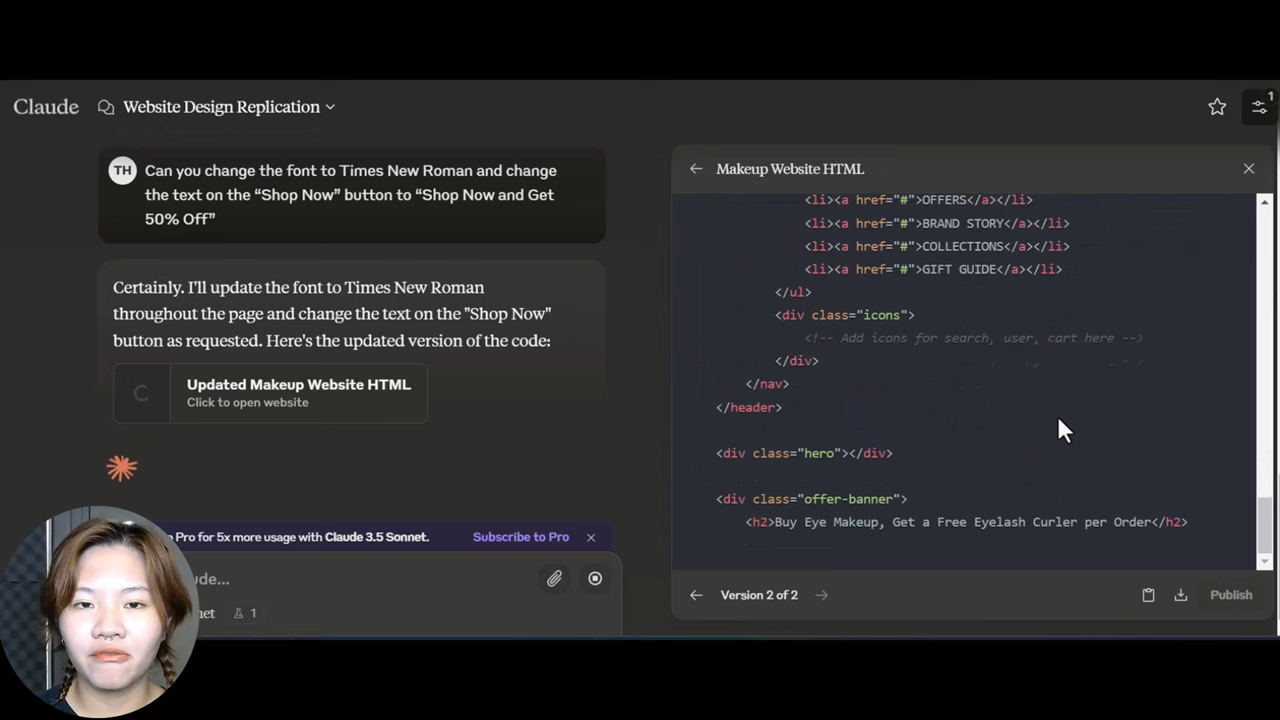 Claude
Website Design Replication
1
TH
Can you change the font to Times New Roman and change
the text on the “Shop Now” button to “Shop Now and Get
50% Off”
Certainly. I'll update the font to Times New Roman
throughout the page and change the text on the "Shop Now"
button as requested. Here's the updated version of the code:
Updated Makeup Website HTML
Click to open website
Pro for 5x more usage with Claude 3.5 Sonnet.
Subscribe to Pro
1
Makeup Website HTML
<li><a href="#">OFFERS</a></li>
<li><a href="#">BRAND STORY</a></li>
<li><a href="#">COLLECTIONS</a></li>
<li><a href="#">GIFT GUIDE</a></li>
</ul>
<div class="icons">
<!-- Add icons for search, user, cart here -->
</div>
</nav>
</header>
<div class="hero"></div>
<div class="offer-banner">
<h2>Buy Eye Makeup, Get a Free Eyelash Curler per Order</h2>
Version 2 of 2
Publish